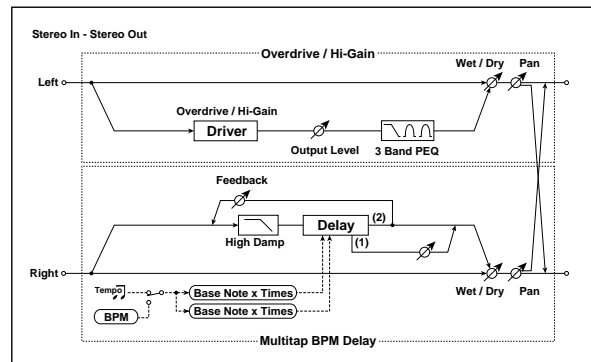 Stereo In - Stereo Out
Overdrive / Hi-Gain
Wet / Dry
Pan
Left
Overdrive / Hi-Gain
Driver
Output Level
3 Band PEQ
Feedback
High Damp
Delay
(2)
(1)
Right
Wet / Dry
Pan
Tempo
BPM
Base Note x Times
Base Note x Times
Multitap BPM Delay